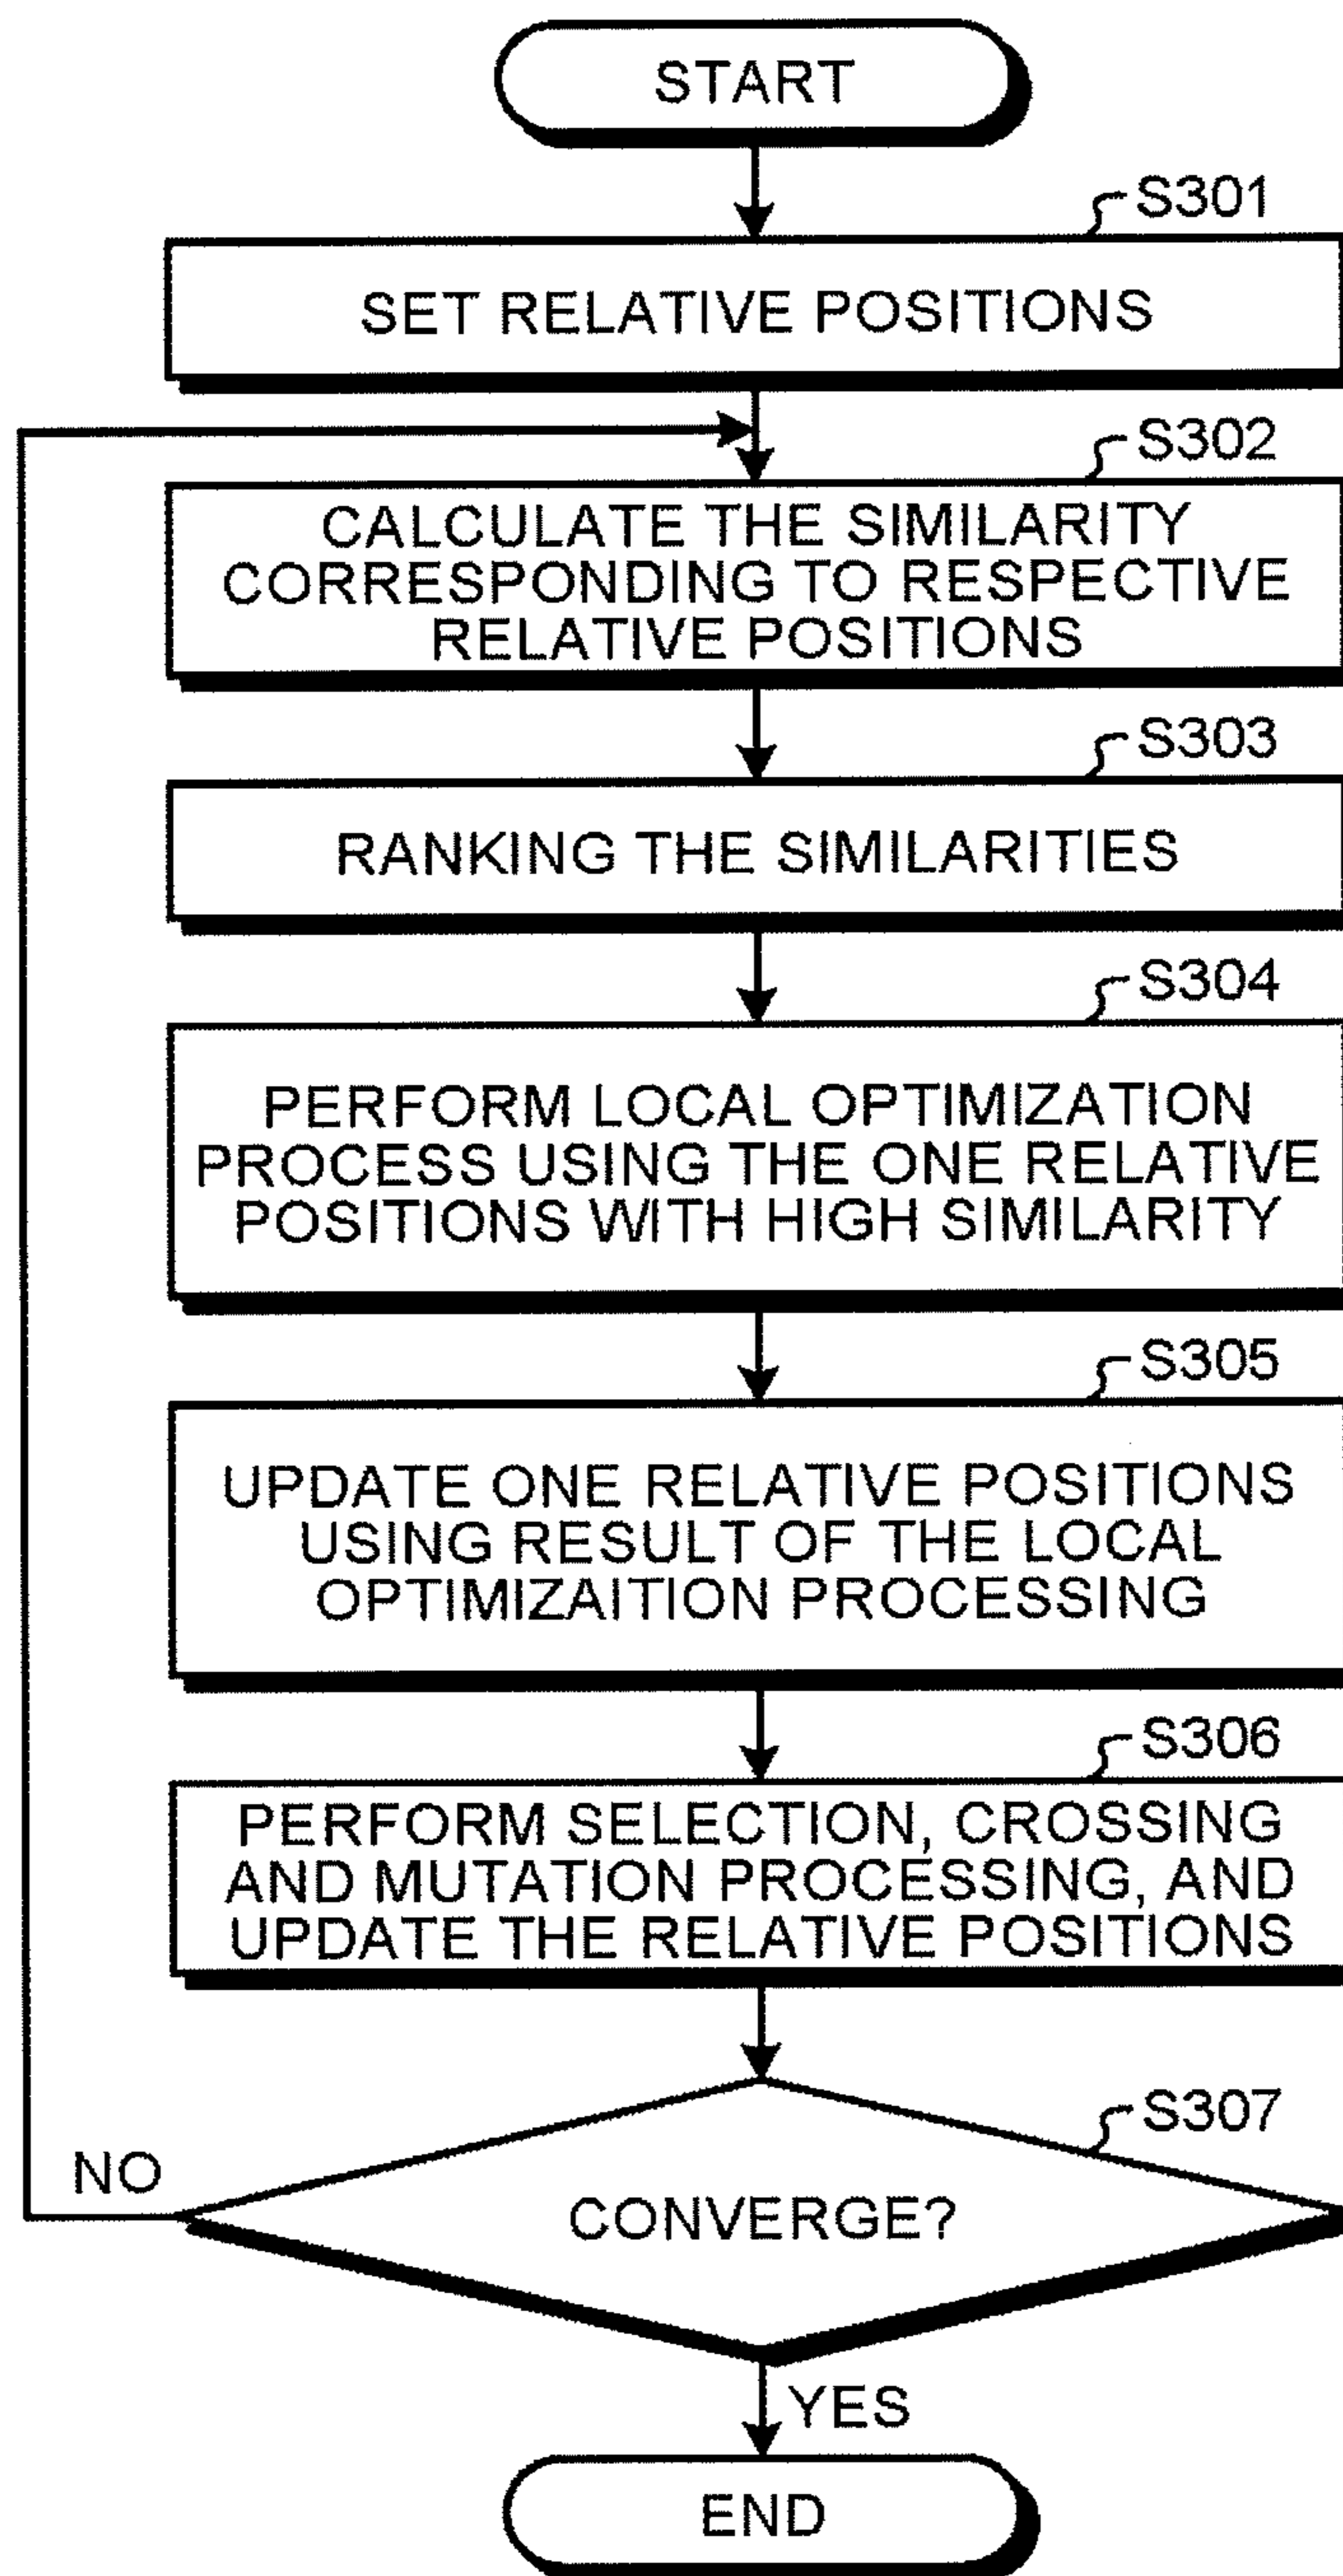 START
S301
SET RELATIVE POSITIONS
S302
CALCULATE THE SIMILARITY
CORRESPONDING TO RESPECTIVE
RELATIVE POSITIONS
S303
RANKING THE SIMILARITIES
S304
PERFORM LOCAL OPTIMIZATION
PROCESS USING THE ONE RELATIVE
POSITIONS WITH HIGH SIMILARITY
S305
UPDATE ONE RELATIVE POSITIONS
USING RESULT OF THE LOCAL
OPTIMIZAITION PROCESSING
S306
PERFORM SELECTION, CROSSING
AND MUTATION PROCESSING, AND
UPDATE THE RELATIVE POSITIONS
S307
NO
CONVERGE?
YES
END